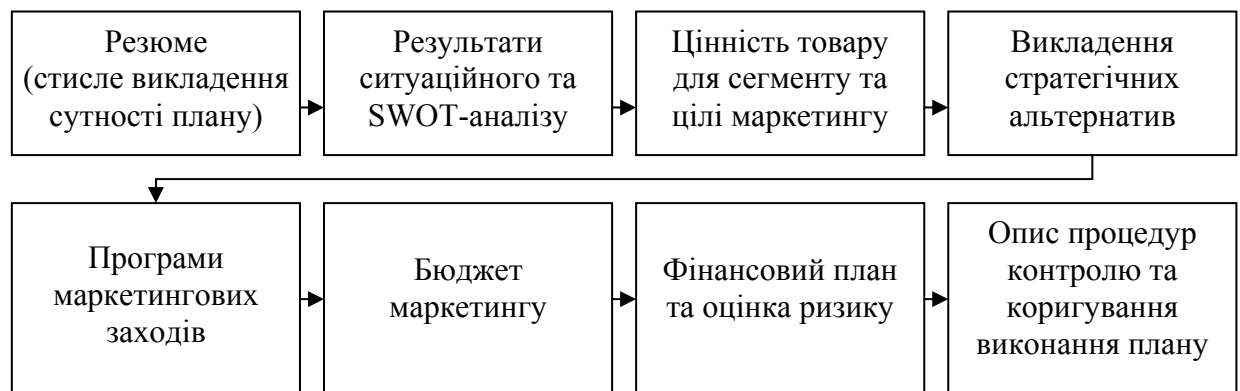 Резюме
(стисле викладення
сутності плану)
Результати
ситуаційного та
SWOT-аналізу
Цінність товару
для сегменту та
цілі маркетингу
Викладення
стратегічних
альтернатив
Програми
маркетингових
заходів
Бюджет
маркетингу
Фінансовий план
та оцінка ризику
Опис процедур
контролю та
коригування
виконання плану